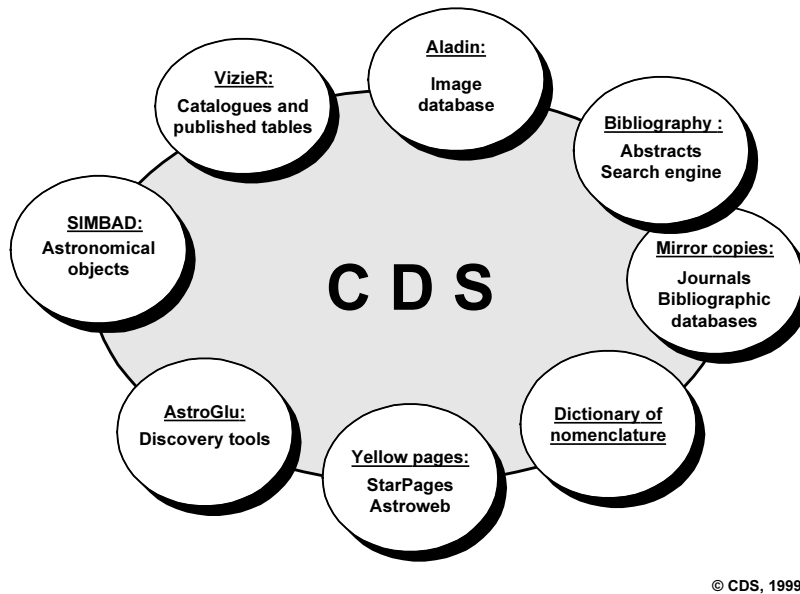 Aladin:
Image
database
VizieR:
Catalogues and
published tables
Bibliography :
Abstracts
Search engine
SIMBAD:
Astronomical
objects
Mirror copies:
Journals
Bibliographic
databases
C D S
AstroGlu:
Discovery tools
Dictionary of
nomenclature
Yellow pages:
StarPages
Astroweb
© CDS, 1999